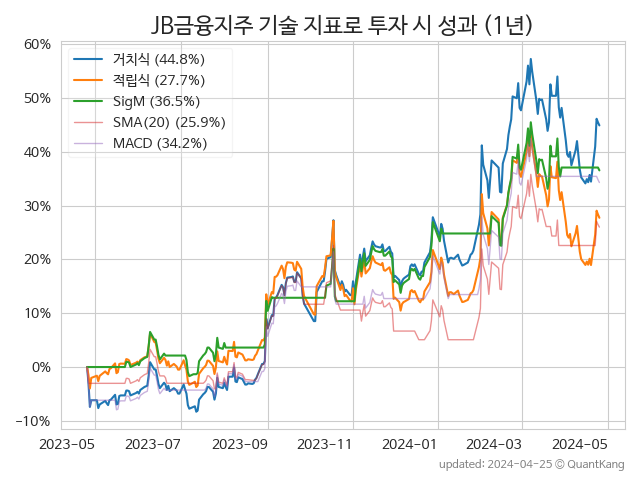 JB금융지주 기술 지표로 투자 시 성과 (1년)
60%
50%
40%
30%
20%
10%
0%
−10%
거치식 (44.8%)
적립식 (27.7%)
SigM (36.5%)
SMA(20) (25.9%)
MACD (34.2%)
2023-05 2023-07 2023-09 2023-11 2024-01 2024-03 2024-05
updated: 2024-04-25 © QuantKang